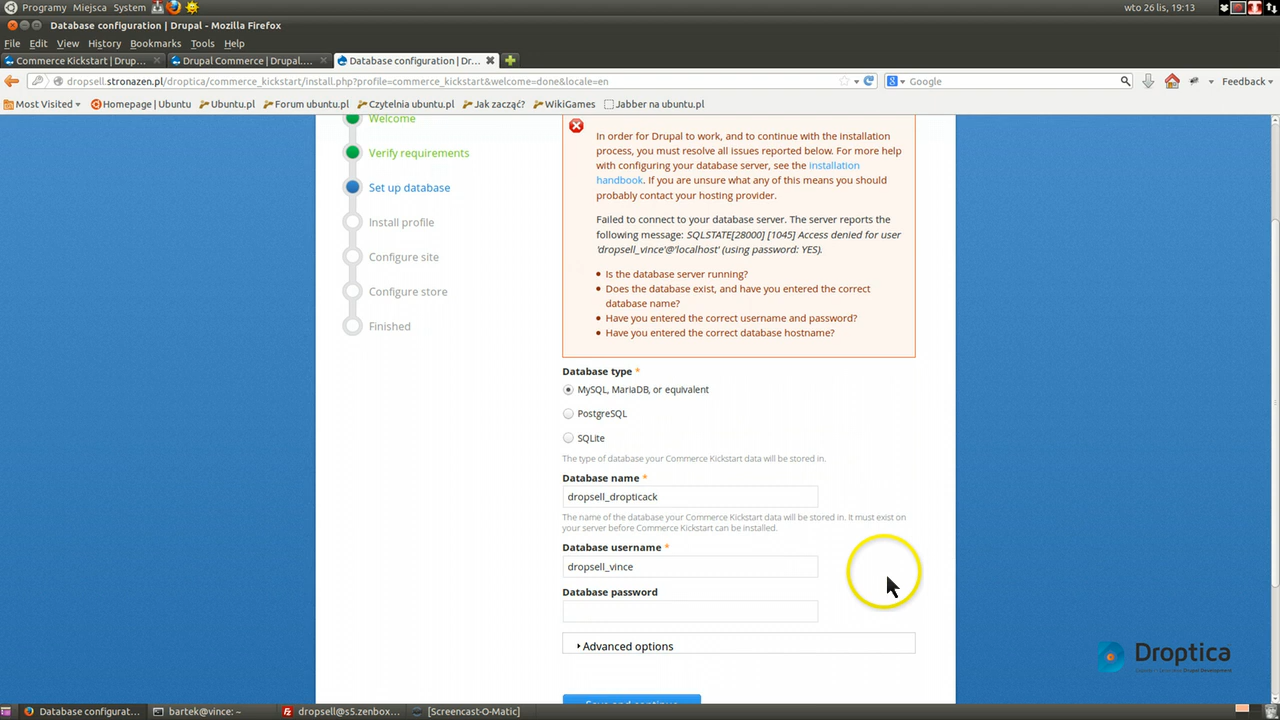 Programy Miejsca System
wto 26 lis, 19:13
Database configuration | Drupal - Mozilla Firefox
File Edit View History Bookmarks Tools Help
Commerce Kickstart | Drup...
Drupal Commerce | Drupal....
Database configuration | Dr...
dropsell.stronazen.pl/droptica/commerce_kickstart/install.php?profile=commerce_kickstart&welcome=done&locale=en
Google
Feedback
Most Visited
Homepage | Ubuntu
Ubuntu.pl
Forum ubuntu.pl
Czytelnia ubuntu.pl
Jak zacząć?
WikiGames
Jabber na ubuntu.pl
Welcome
Verify requirements
Set up database
Install profile
Configure site
Configure store
Finished
In order for Drupal to work, and to continue with the installation
process, you must resolve all issues reported below. For more help
with configuring your database server, see the installation
handbook. If you are unsure what any of this means you should
probably contact your hosting provider.
Failed to connect to your database server. The server reports the
following message: SQLSTATE[28000] [1045] Access denied for user
'dropsell_vince'@'localhost' (using password: YES).
Is the database server running?
Does the database exist, and have you entered the correct
database name?
Have you entered the correct username and password?
Have you entered the correct database hostname?
Database type *
MySQL, MariaDB, or equivalent
PostgreSQL
SQLite
The type of database your Commerce Kickstart data will be stored in.
Database name *
dropsell_dropticack
The name of the database your Commerce Kickstart data will be stored in. It must exist on
your server before Commerce Kickstart can be installed.
Database username *
dropsell_vince
Database password
Advanced options
Save and continue
Droptica
Database configurat...
bartek@vince: ~
dropsell@s5.zenbox...
[Screencast-O-Matic]